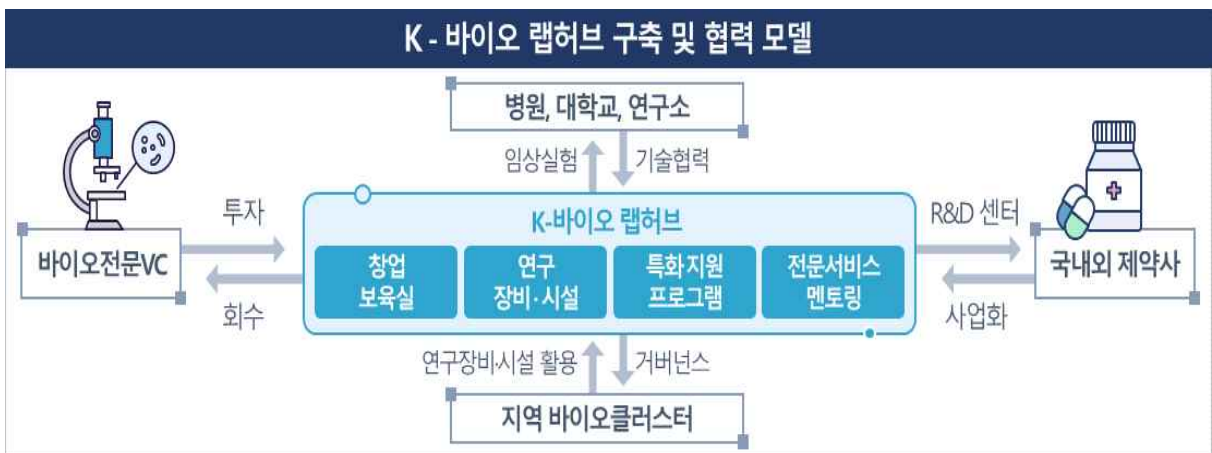 K - 바이오 랩허브 구축 및 협력 모델
병원, 대학교, 연구소
임상실험
기술협력
바이오전문VC
투자
회수
K-바이오 랩허브
창업
보육실
연구
장비·시설
특화지원
프로그램
전문서비스
멘토링
R&D 센터
사업화
국내외 제약사
연구장비·시설 활용
거버넌스
지역 바이오클러스터